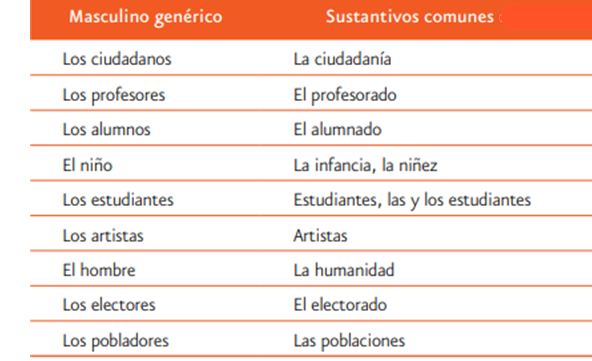 Masculino genérico Sustantivos comunes
Los ciudadanos La ciudadanía
Los profesores El profesorado
Los alumnos El alumnado
El niño La infancia, la niñez
Los estudiantes Estudiantes, las y los estudiantes
Los artistas Artistas
El hombre La humanidad
Los electores El electorado
Los pobladores Las poblaciones